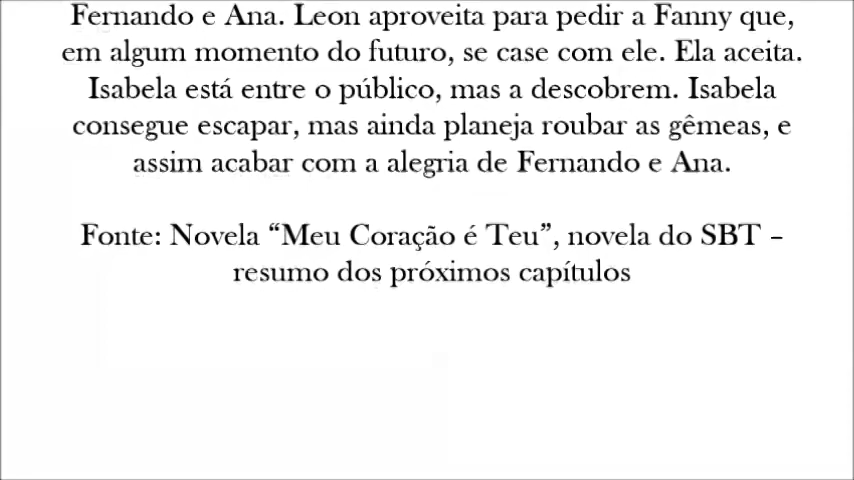 Fernando e Ana. Leon aproveita para pedir a Fanny que,
em algum momento do futuro, se case com ele. Ela aceita.
Isabela está entre o público, mas a descobrem. Isabela
consegue escapar, mas ainda planeja roubar as gêmeas, e
assim acabar com a alegria de Fernando e Ana.
Fonte: Novela “Meu Coração é Teu”, novela do SBT –
resumo dos próximos capítulos